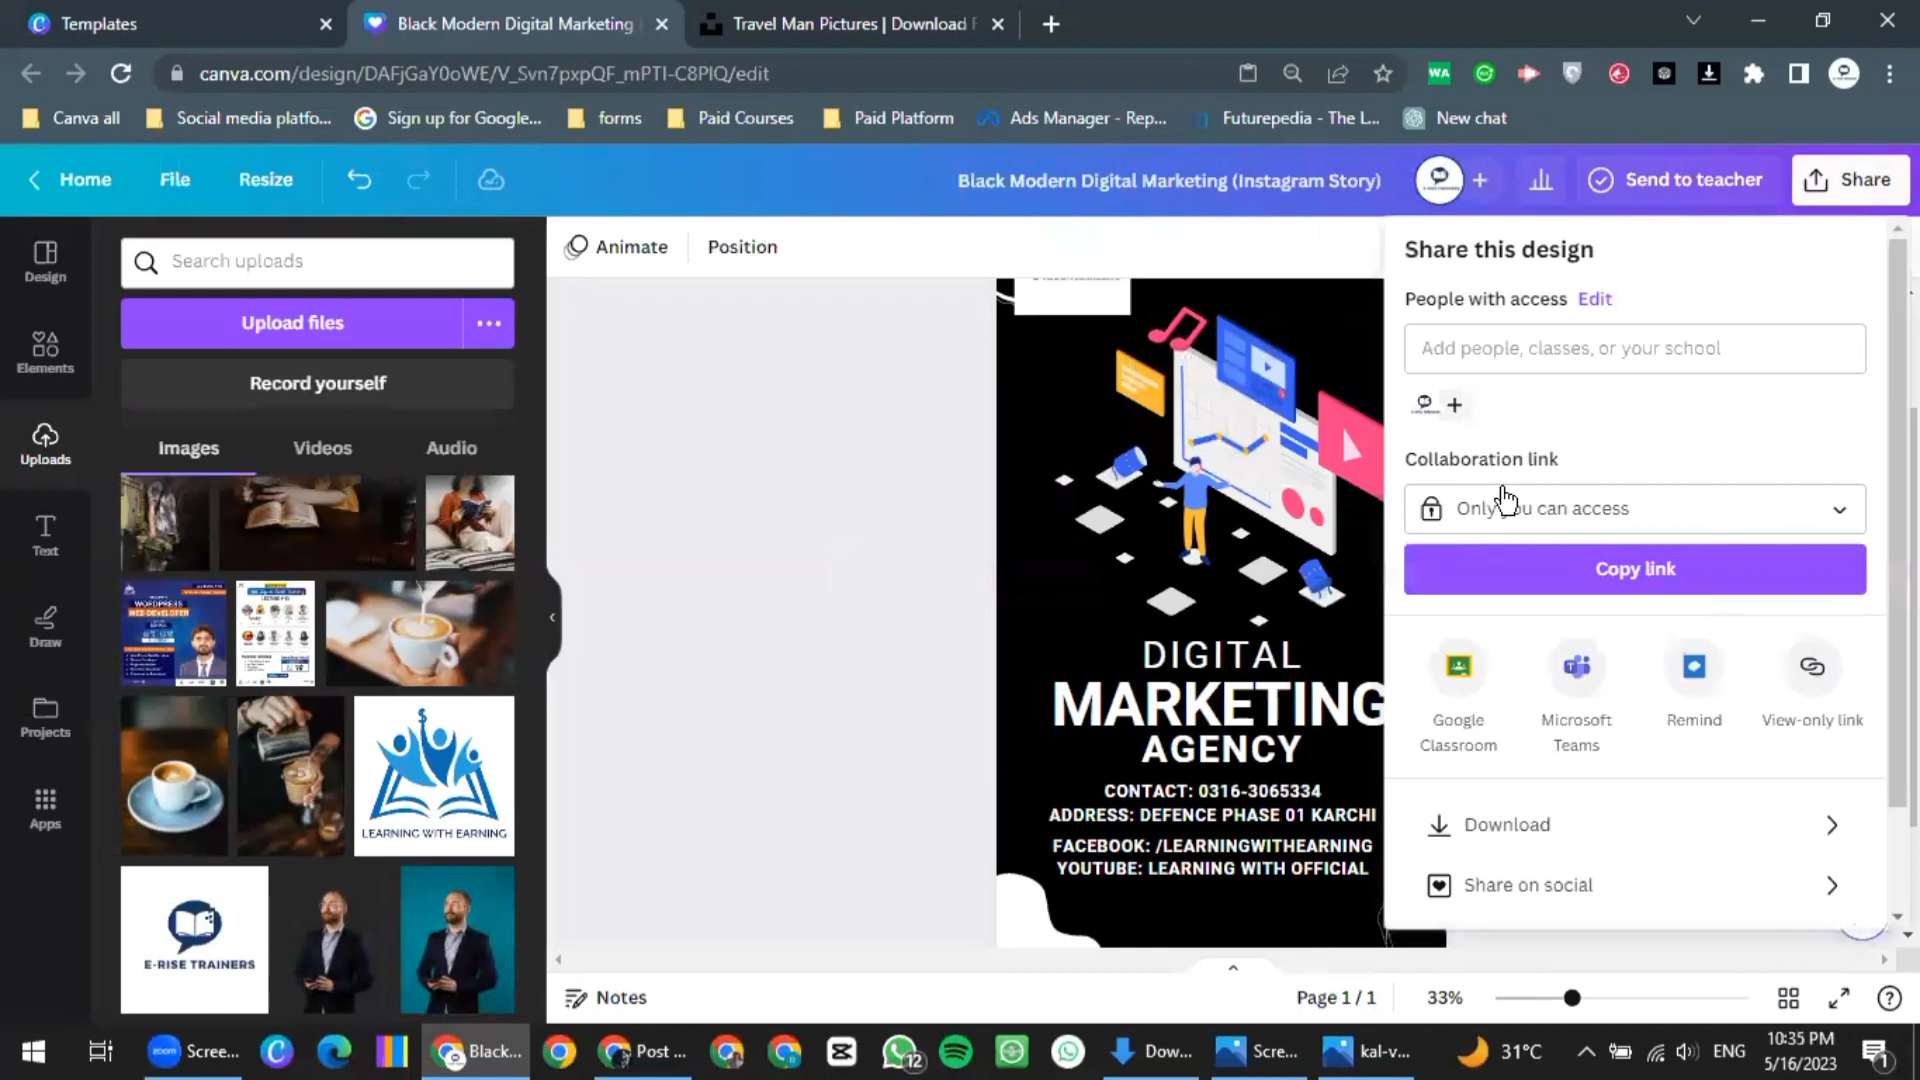 Templates
Black Modern Digital Marketing
Travel Man Pictures | Download F
canva.com/design/DAFjGaY0oWE/V_Svn7pxpQF_mPTI-C8PIQ/edit
WA
Canva all
Social media platfo...
Sign up for Google...
forms
Paid Courses
Paid Platform
Ads Manager - Rep...
Futurepedia - The L...
New chat
Home
File
Resize
Black Modern Digital Marketing (Instagram Story)
Send to teacher
Share
Design
Elements
Uploads
Text
Draw
Projects
Apps
Search uploads
Upload files
Record yourself
Images
Videos
Audio
WORDPRESS
LEARNING WITH EARNING
E-RISE TRAINERS
Animate
Position
DIGITAL
MARKETING
AGENCY
CONTACT: 0316-3065334
ADDRESS: DEFENCE PHASE 01 KARCHI
FACEBOOK: /LEARNINGWITHEARNING
YOUTUBE: LEARNING WITH OFFICIAL
Share this design
People with access Edit
Add people, classes, or your school
Collaboration link
Only you can access
Copy link
Google
Classroom
Microsoft
Teams
Remind
View-only link
Download
Share on social
Notes
Page 1 / 1
33%
zoom
Scree...
Black...
Post ...
12
Dow...
Scre...
kal-v...
31°C
ENG
10:35 PM
5/16/2023
1